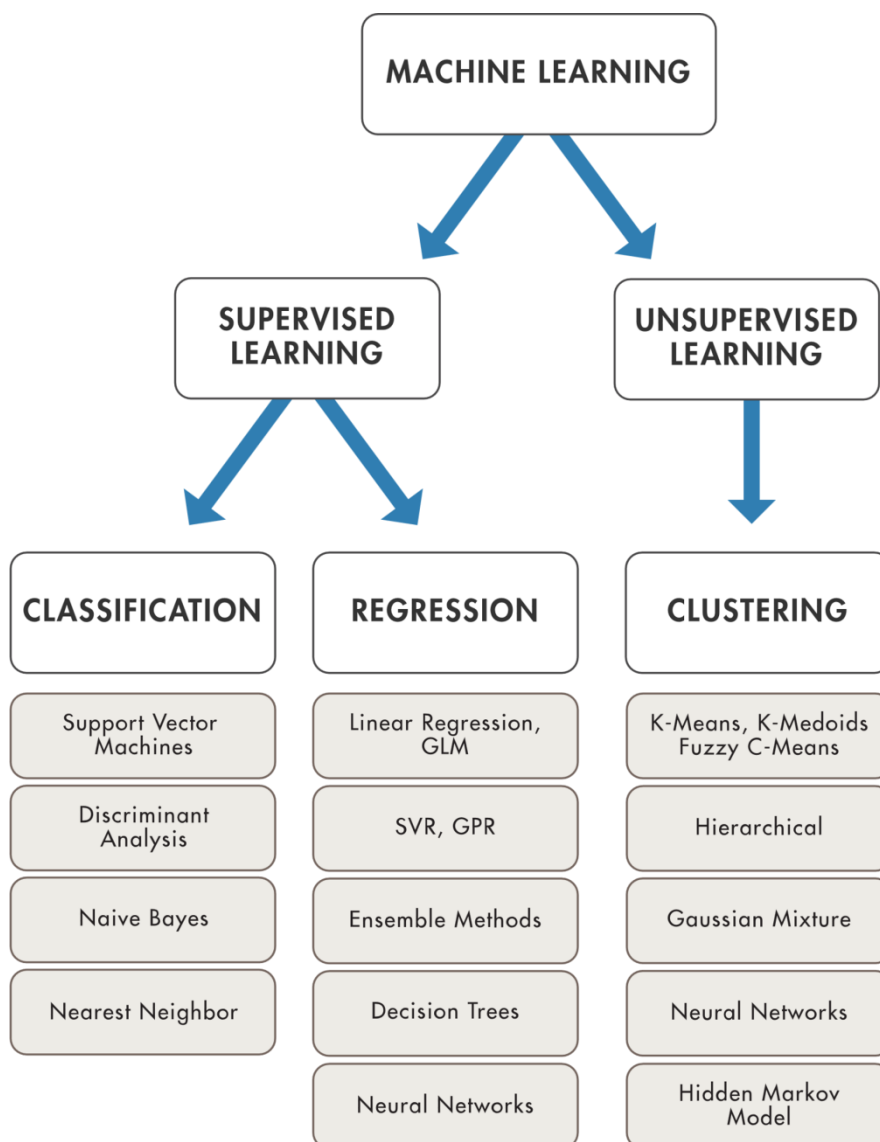 MACHINE LEARNING
SUPERVISED
LEARNING
UNSUPERVISED
LEARNING
CLASSIFICATION
Support Vector
Machines
Discriminant
Analysis
Naive Bayes
Nearest Neighbor
REGRESSION
Linear Regression,
GLM
SVR, GPR
Ensemble Methods
Decision Trees
Neural Networks
CLUSTERING
K-Means, K-Medoids
Fuzzy C-Means
Hierarchical
Gaussian Mixture
Neural Networks
Hidden Markov
Model